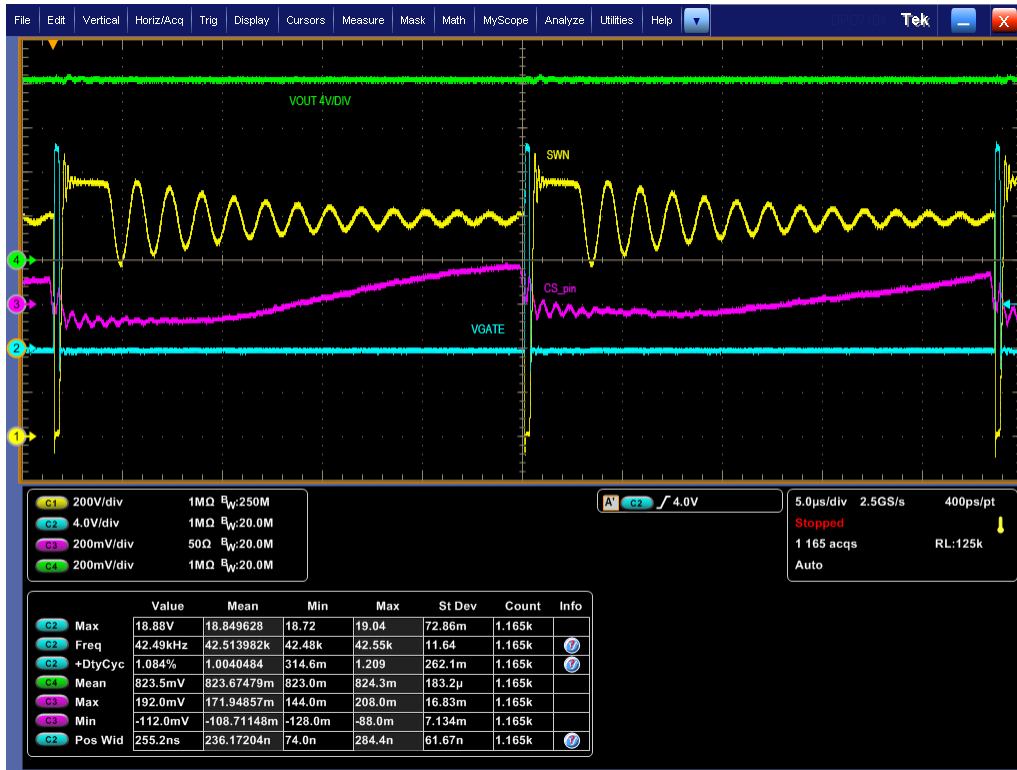 File Edit Vertical Horiz/Acq Trig Display Cursors Measure Mask Math MyScope Analyze Utilities Help Tek X
VOUT 4V/DIV
SWN
4
CS_pin
3
VGATE
2
1
C1 200V/div 1MΩ BW:250M
C2 4.0V/div 1MΩ BW:20.0M
C3 200mV/div 50Ω BW:20.0M
C4 200mV/div 1MΩ BW:20.0M
A' C2 4.0V
5.0µs/div 2.5GS/s 400ps/pt
Stopped
1 165 acqs RL:125k
Auto
Value Mean Min Max St Dev Count Info
C2 Max 18.88V 18.849628 18.72 19.04 72.86m 1.165k
C2 Freq 42.49kHz 42.513982k 42.48k 42.55k 11.64 1.165k
C2 +DtyCyc 1.084% 1.0040484 314.6m 1.209 262.1m 1.165k
C4 Mean 823.5mV 823.67479m 823.0m 824.3m 183.2µ 1.165k
C3 Max 192.0mV 171.94857m 144.0m 208.0m 16.83m 1.165k
C3 Min -112.0mV -108.71148m -128.0m -88.0m 7.134m 1.165k
C2 Pos Wid 255.2ns 236.17204n 74.0n 284.4n 61.67n 1.165k